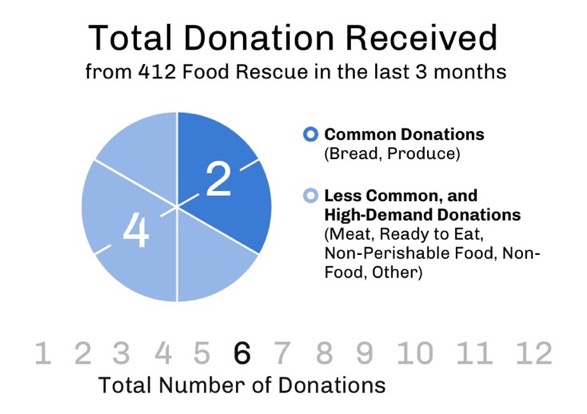 Total Donation Received
from 412 Food Rescue in the last 3 months
2
4
Common Donations
(Bread, Produce)
Less Common, and
High-Demand Donations
(Meat, Ready to Eat,
Non-Perishable Food, Non-
Food, Other)
1 2 3 4 5 6 7 8 9 10 11 12
Total Number of Donations